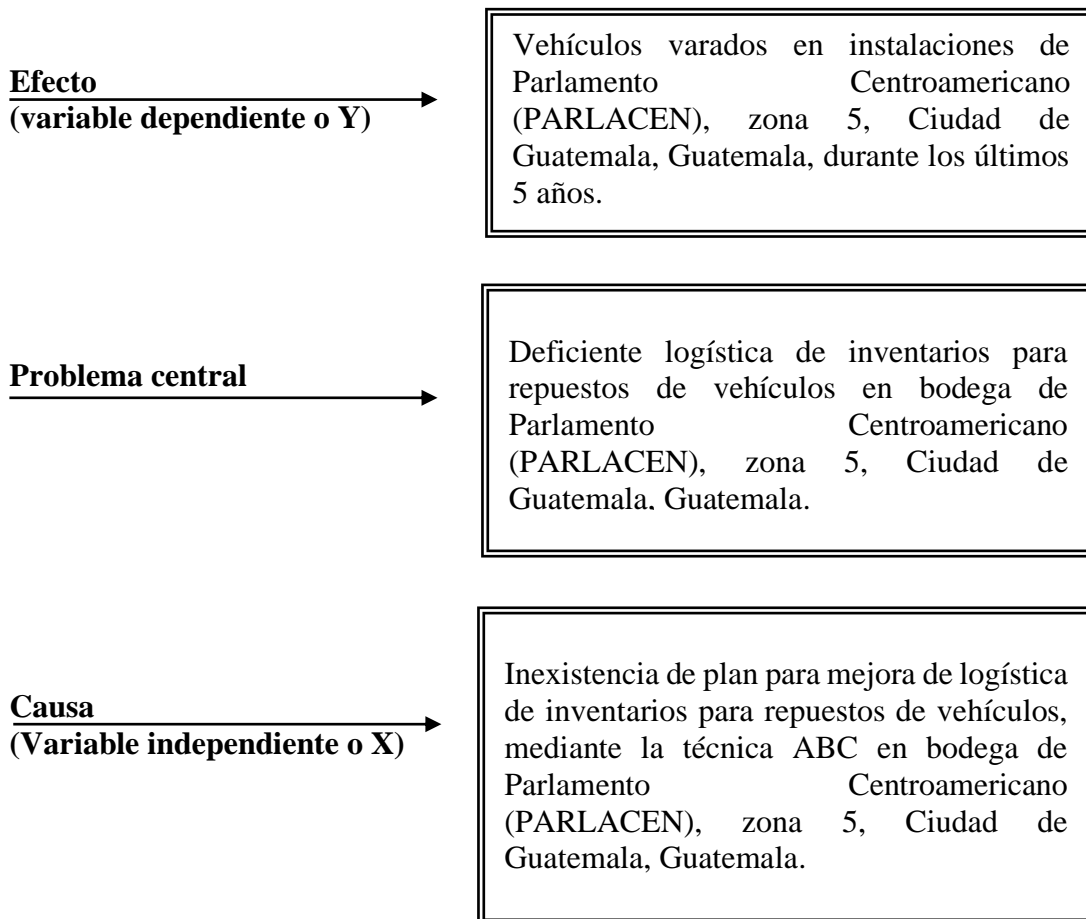 Efecto
(variable dependiente o Y)
Vehículos varados en instalaciones de
Parlamento Centroamericano
(PARLACEN), zona 5, Ciudad de
Guatemala, Guatemala, durante los últimos
5 años.
Problema central
Deficiente logística de inventarios para
repuestos de vehículos en bodega de
Parlamento Centroamericano
(PARLACEN), zona 5, Ciudad de
Guatemala, Guatemala.
Causa
(Variable independiente o X)
Inexistencia de plan para mejora de logística
de inventarios para repuestos de vehículos,
mediante la técnica ABC en bodega de
Parlamento Centroamericano
(PARLACEN), zona 5, Ciudad de
Guatemala, Guatemala.